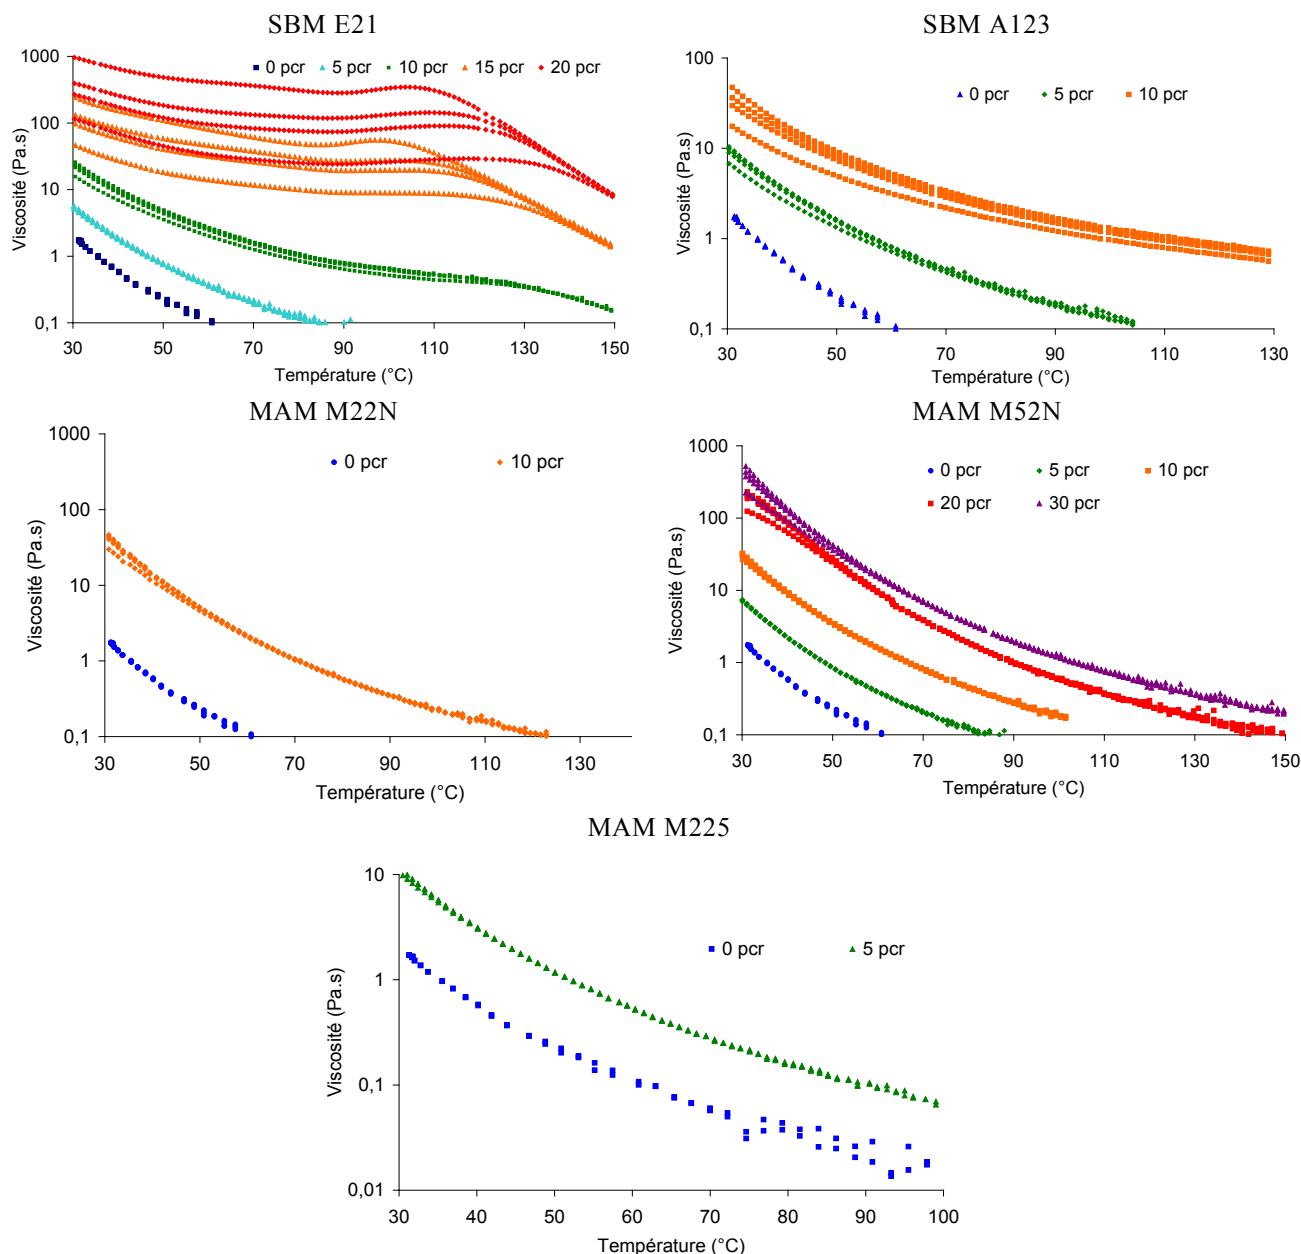 SBM E21
0 pcr 5 pcr 10 pcr 15 pcr 20 pcr
1000
100
10
1
0,1
Viscosité (Pa.s)
30 50 70 90 110 130 150
Température (°C)
SBM A123
0 pcr 5 pcr 10 pcr
100
10
1
0,1
Viscosité (Pa.s)
30 50 70 90 110 130
Température (°C)
MAM M22N
0 pcr 10 pcr
1000
100
10
1
0,1
Viscosité (Pa.s)
30 50 70 90 110 130
Température (°C)
MAM M52N
0 pcr 5 pcr 10 pcr
20 pcr 30 pcr
1000
100
10
1
0,1
Viscosité (Pa.s)
30 50 70 90 110 130 150
Température (°C)
MAM M225
0 pcr 5 pcr
10
1
0,1
0,01
Viscosité (Pa.s)
30 40 50 60 70 80 90 100
Température (°C)